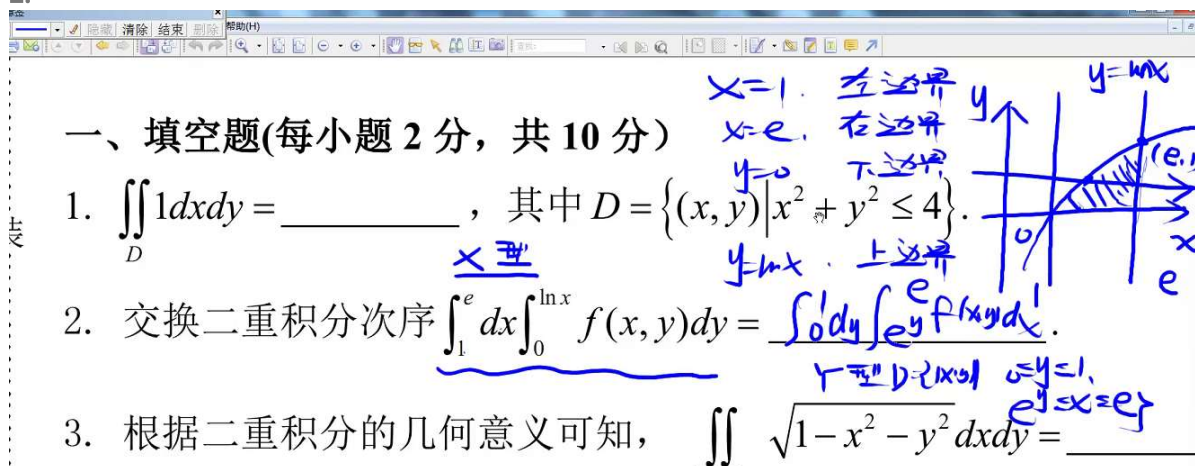 隐藏 清除 结束 删除 帮助(H)
x=1. 左边界
y=lnx
一、填空题(每小题 2 分，共 10 分）
x=e. 右边界
y
y=0 下边界
(e,1
1. ∬_D 1dxdy = ________ ，其中 D = {(x, y)|x² + y² ≤ 4}.
0
x
装
X型
y=lnx. 上边界
e
2. 交换二重积分次序 ∫_1^e dx∫_0^{ln x} f(x, y)dy = ∫_0^1 dy ∫_{e^y}^e f(x,y)dx .
Y型 D={(x,y)| 0≤y≤1,
e^y≤x≤e}
3. 根据二重积分的几何意义可知， ∬ √(1−x²−y²) dxdy = ________